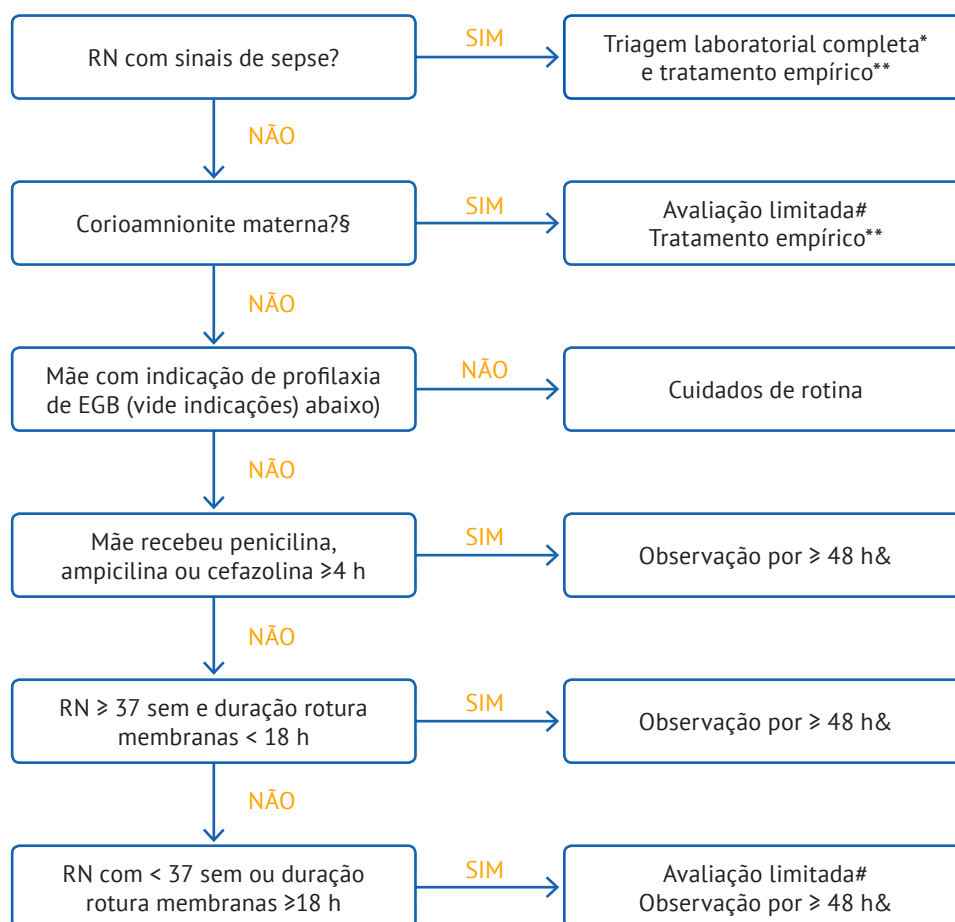 RN com sinais de sepse?
SIM
Triagem laboratorial completa*
e tratamento empírico**
NÃO
Corioamnionite materna?§
SIM
Avaliação limitada#
Tratamento empírico**
NÃO
Mãe com indicação de profilaxia
de EGB (vide indicações) abaixo)
NÃO
Cuidados de rotina
NÃO
Mãe recebeu penicilina,
ampicilina ou cefazolina ≥4 h
SIM
Observação por ≥ 48 h&
NÃO
RN ≥ 37 sem e duração rotura
membranas < 18 h
SIM
Observação por ≥ 48 h&
NÃO
RN com < 37 sem ou duração
rotura membranas ≥18 h
SIM
Avaliação limitada#
Observação por ≥ 48 h&